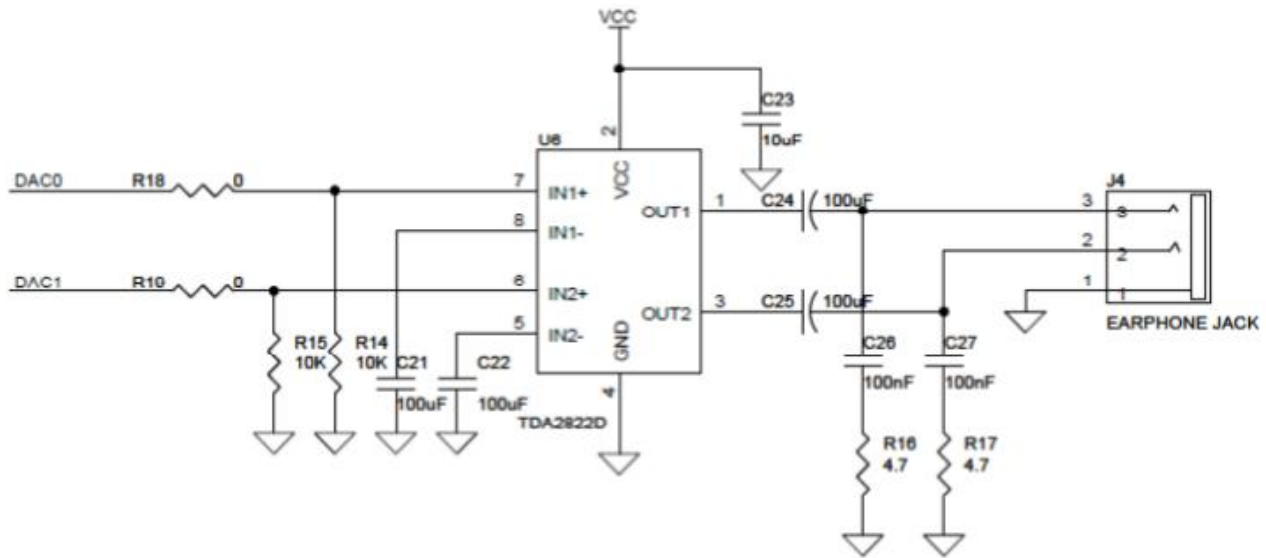 VCC
C23
10uF
2
U6
DAC0
R18
0
7
IN1+
VCC
OUT1
1
C24
100uF
J4
3
3
8
IN1-
2
2
DAC1
R19
0
6
IN2+
1
1
5
IN2-
GND
OUT2
3
C25
100uF
EARPHONE JACK
R15
10K
R14
10K
C21
100uF
C22
100uF
4
TDA2822D
C26
100nF
C27
100nF
R16
4.7
R17
4.7